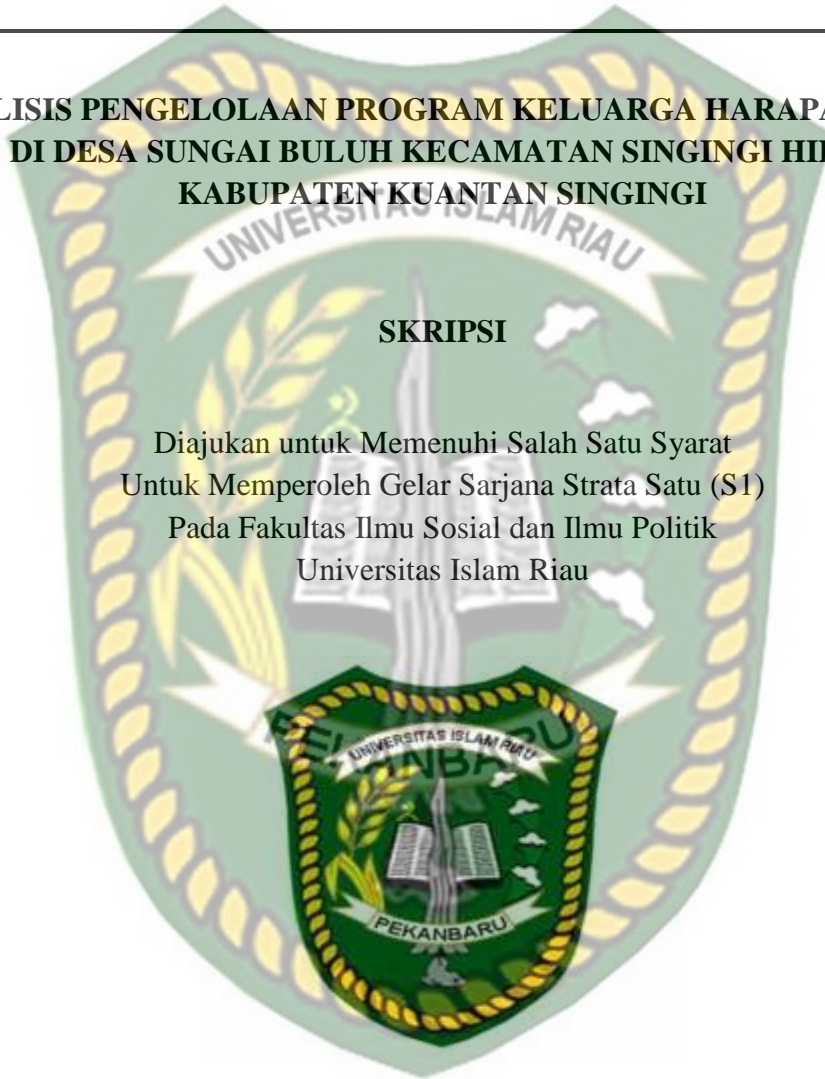 LISIS PENGELOLAAN PROGRAM KELUARGA HARAPA
DI DESA SUNGAI BULUH KECAMATAN SINGINGI HI
KABUPATEN KUANTAN SINGINGI
UNIVERSITAS ISLAM RIAU
SKRIPSI
Diajukan untuk Memenuhi Salah Satu Syarat
Untuk Memperoleh Gelar Sarjana Strata Satu (S1)
Pada Fakultas Ilmu Sosial dan Ilmu Politik
Universitas Islam Riau
PEKANBARU
UNIVERSITAS ISLAM RIAU
PEKANBARU